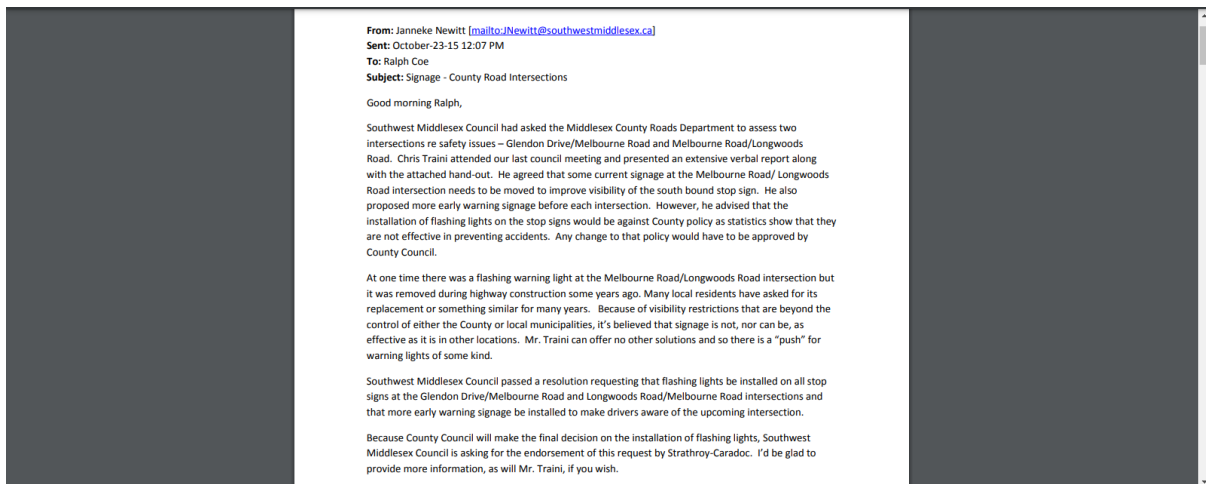 From: Janneke Newitt [mailto:JNewitt@southwestmiddlesex.ca]
Sent: October-23-15 12:07 PM
To: Ralph Coe
Subject: Signage - County Road Intersections
Good morning Ralph,
Southwest Middlesex Council had asked the Middlesex County Roads Department to assess two
intersections re safety issues – Glendon Drive/Melbourne Road and Melbourne Road/Longwoods
Road.  Chris Traini attended our last council meeting and presented an extensive verbal report along
with the attached hand-out.  He agreed that some current signage at the Melbourne Road/ Longwoods
Road intersection needs to be moved to improve visibility of the south bound stop sign.  He also
proposed more early warning signage before each intersection.  However, he advised that the
installation of flashing lights on the stop signs would be against County policy as statistics show that they
are not effective in preventing accidents.  Any change to that policy would have to be approved by
County Council.
At one time there was a flashing warning light at the Melbourne Road/Longwoods Road intersection but
it was removed during highway construction some years ago. Many local residents have asked for its
replacement or something similar for many years.   Because of visibility restrictions that are beyond the
control of either the County or local municipalities, it's believed that signage is not, nor can be, as
effective as it is in other locations.  Mr. Traini can offer no other solutions and so there is a "push" for
warning lights of some kind.
Southwest Middlesex Council passed a resolution requesting that flashing lights be installed on all stop
signs at the Glendon Drive/Melbourne Road and Longwoods Road/Melbourne Road intersections and
that more early warning signage be installed to make drivers aware of the upcoming intersection.
Because County Council will make the final decision on the installation of flashing lights, Southwest
Middlesex Council is asking for the endorsement of this request by Strathroy-Caradoc.  I'd be glad to
provide more information, as will Mr. Traini, if you wish.